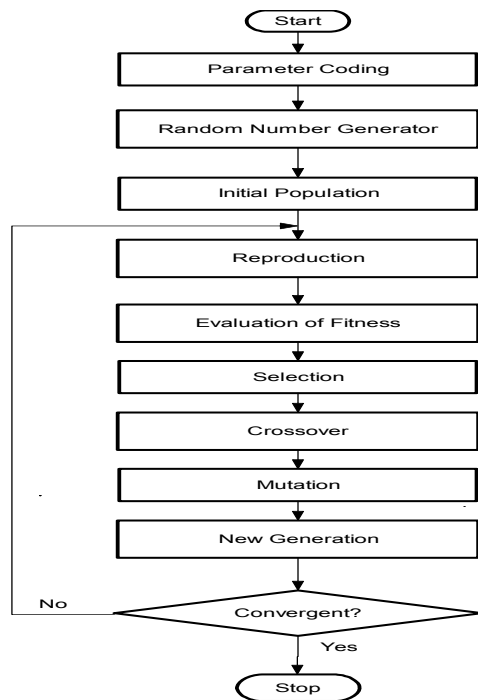 Start
Parameter Coding
Random Number Generator
Initial Population
Reproduction
Evaluation of Fitness
Selection
Crossover
Mutation
New Generation
No
Convergent?
Yes
Stop